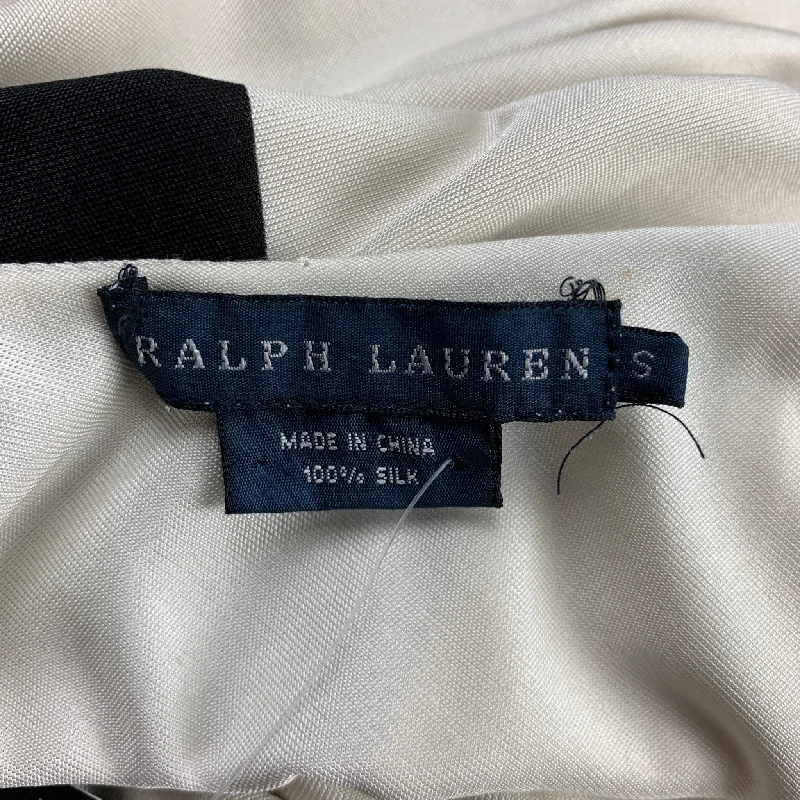 RALPH LAUREN
S
MADE IN CHINA
100% SILK